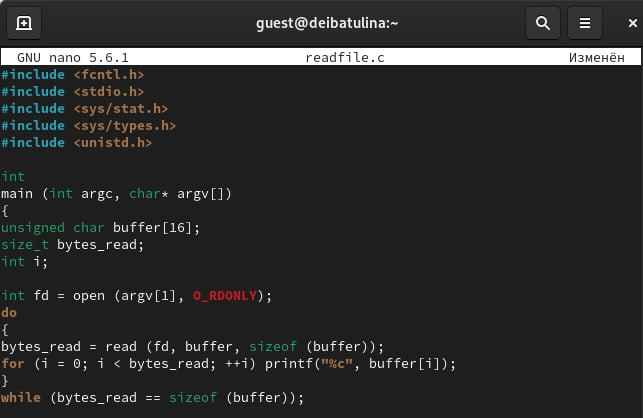 guest@deibatulina:~
GNU nano 5.6.1 readfile.c Изменён
#include <fcntl.h>
#include <stdio.h>
#include <sys/stat.h>
#include <sys/types.h>
#include <unistd.h>
int
main (int argc, char* argv[])
{
unsigned char buffer[16];
size_t bytes_read;
int i;
int fd = open (argv[1], O_RDONLY);
do
{
bytes_read = read (fd, buffer, sizeof (buffer));
for (i = 0; i < bytes_read; ++i) printf("%c", buffer[i]);
}
while (bytes_read == sizeof (buffer));